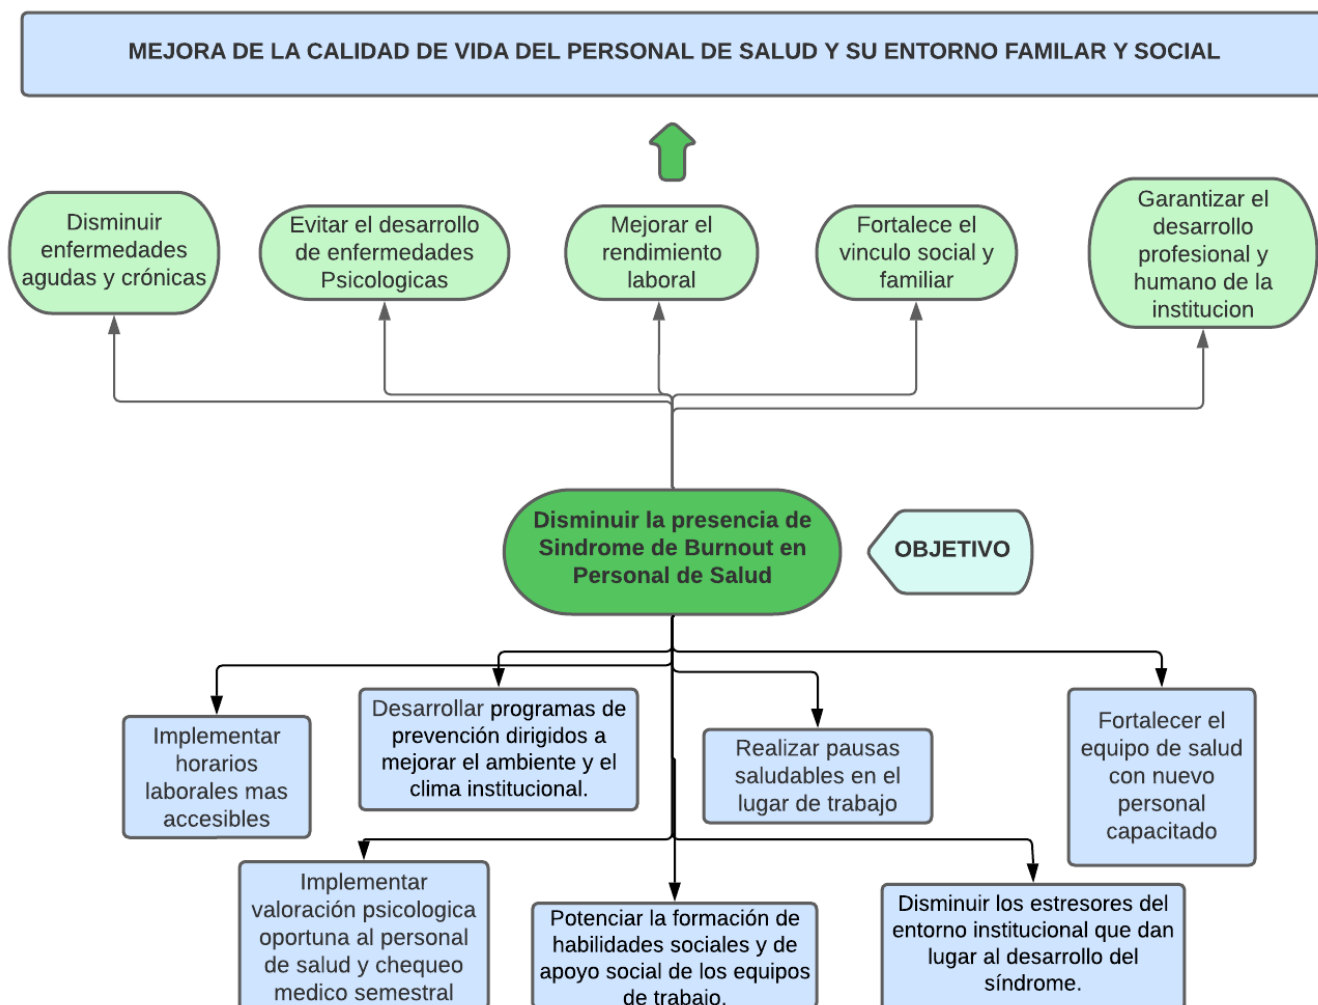 MEJORA DE LA CALIDAD DE VIDA DEL PERSONAL DE SALUD Y SU ENTORNO FAMILAR Y SOCIAL
Disminuir
enfermedades
agudas y crónicas
Evitar el desarrollo
de enfermedades
Psicologicas
Mejorar el
rendimiento
laboral
Fortalece el
vinculo social y
familiar
Garantizar el
desarrollo
profesional y
humano de la
institucion
Disminuir la presencia de
Sindrome de Burnout en
Personal de Salud
OBJETIVO
Implementar
horarios
laborales mas
accesibles
Desarrollar programas de
prevención dirigidos a
mejorar el ambiente y el
clima institucional.
Realizar pausas
saludables en el
lugar de trabajo
Fortalecer el
equipo de salud
con nuevo
personal
capacitado
Implementar
valoración psicologica
oportuna al personal
de salud y chequeo
medico semestral
Potenciar la formación de
habilidades sociales y de
apoyo social de los equipos
de trabajo.
Disminuir los estresores del
entorno institucional que dan
lugar al desarrollo del
síndrome.